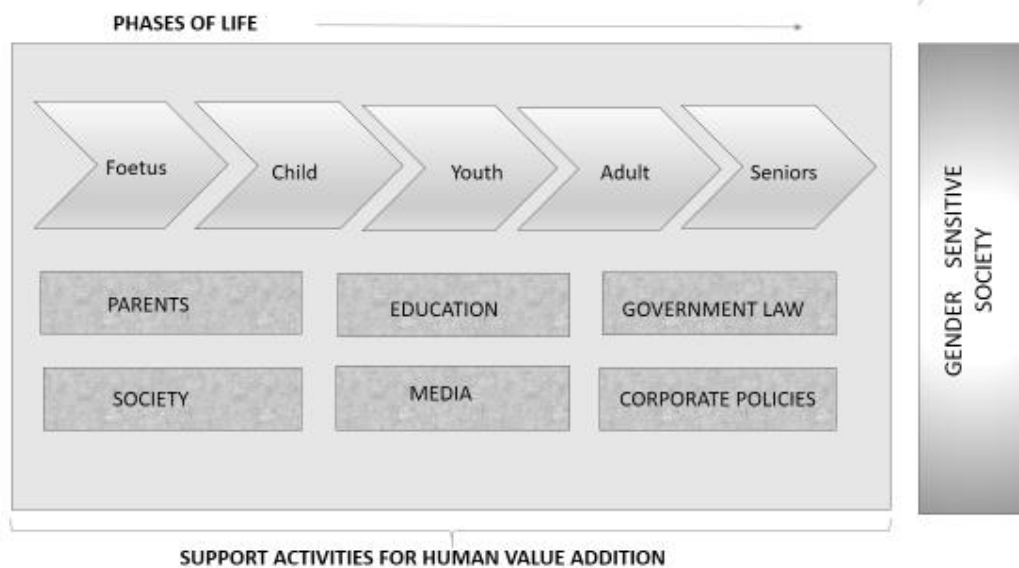 PHASES OF LIFE
Foetus
Child
Youth
Adult
Seniors
PARENTS
EDUCATION
GOVERNMENT LAW
SOCIETY
MEDIA
CORPORATE POLICIES
GENDER SENSITIVE
SOCIETY
SUPPORT ACTIVITIES FOR HUMAN VALUE ADDITION